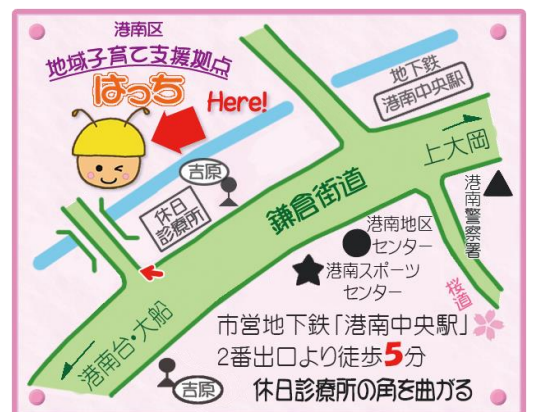 港南区
地域子育て支援拠点
はっち
Here!
地下鉄
港南中央駅
上大岡
吉原
休日
診療所
鎌倉街道
港南警察署
港南地区
センター
港南スポーツ
センター
桜道
港南台・大船
市営地下鉄「港南中央駅」
2番出口より徒歩5分
吉原
休日診療所の角を曲がる